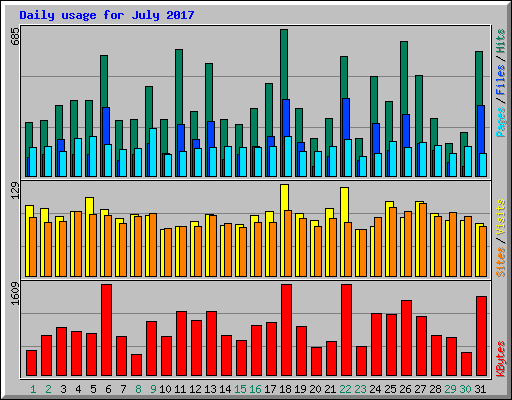 Daily usage for July 2017
685
Pages / Files / Hits
129
Sites / Visits
1609
KBytes
1 2 3 4 5 6 7 8 9 10 11 12 13 14 15 16 17 18 19 20 21 22 23 24 25 26 27 28 29 30 31